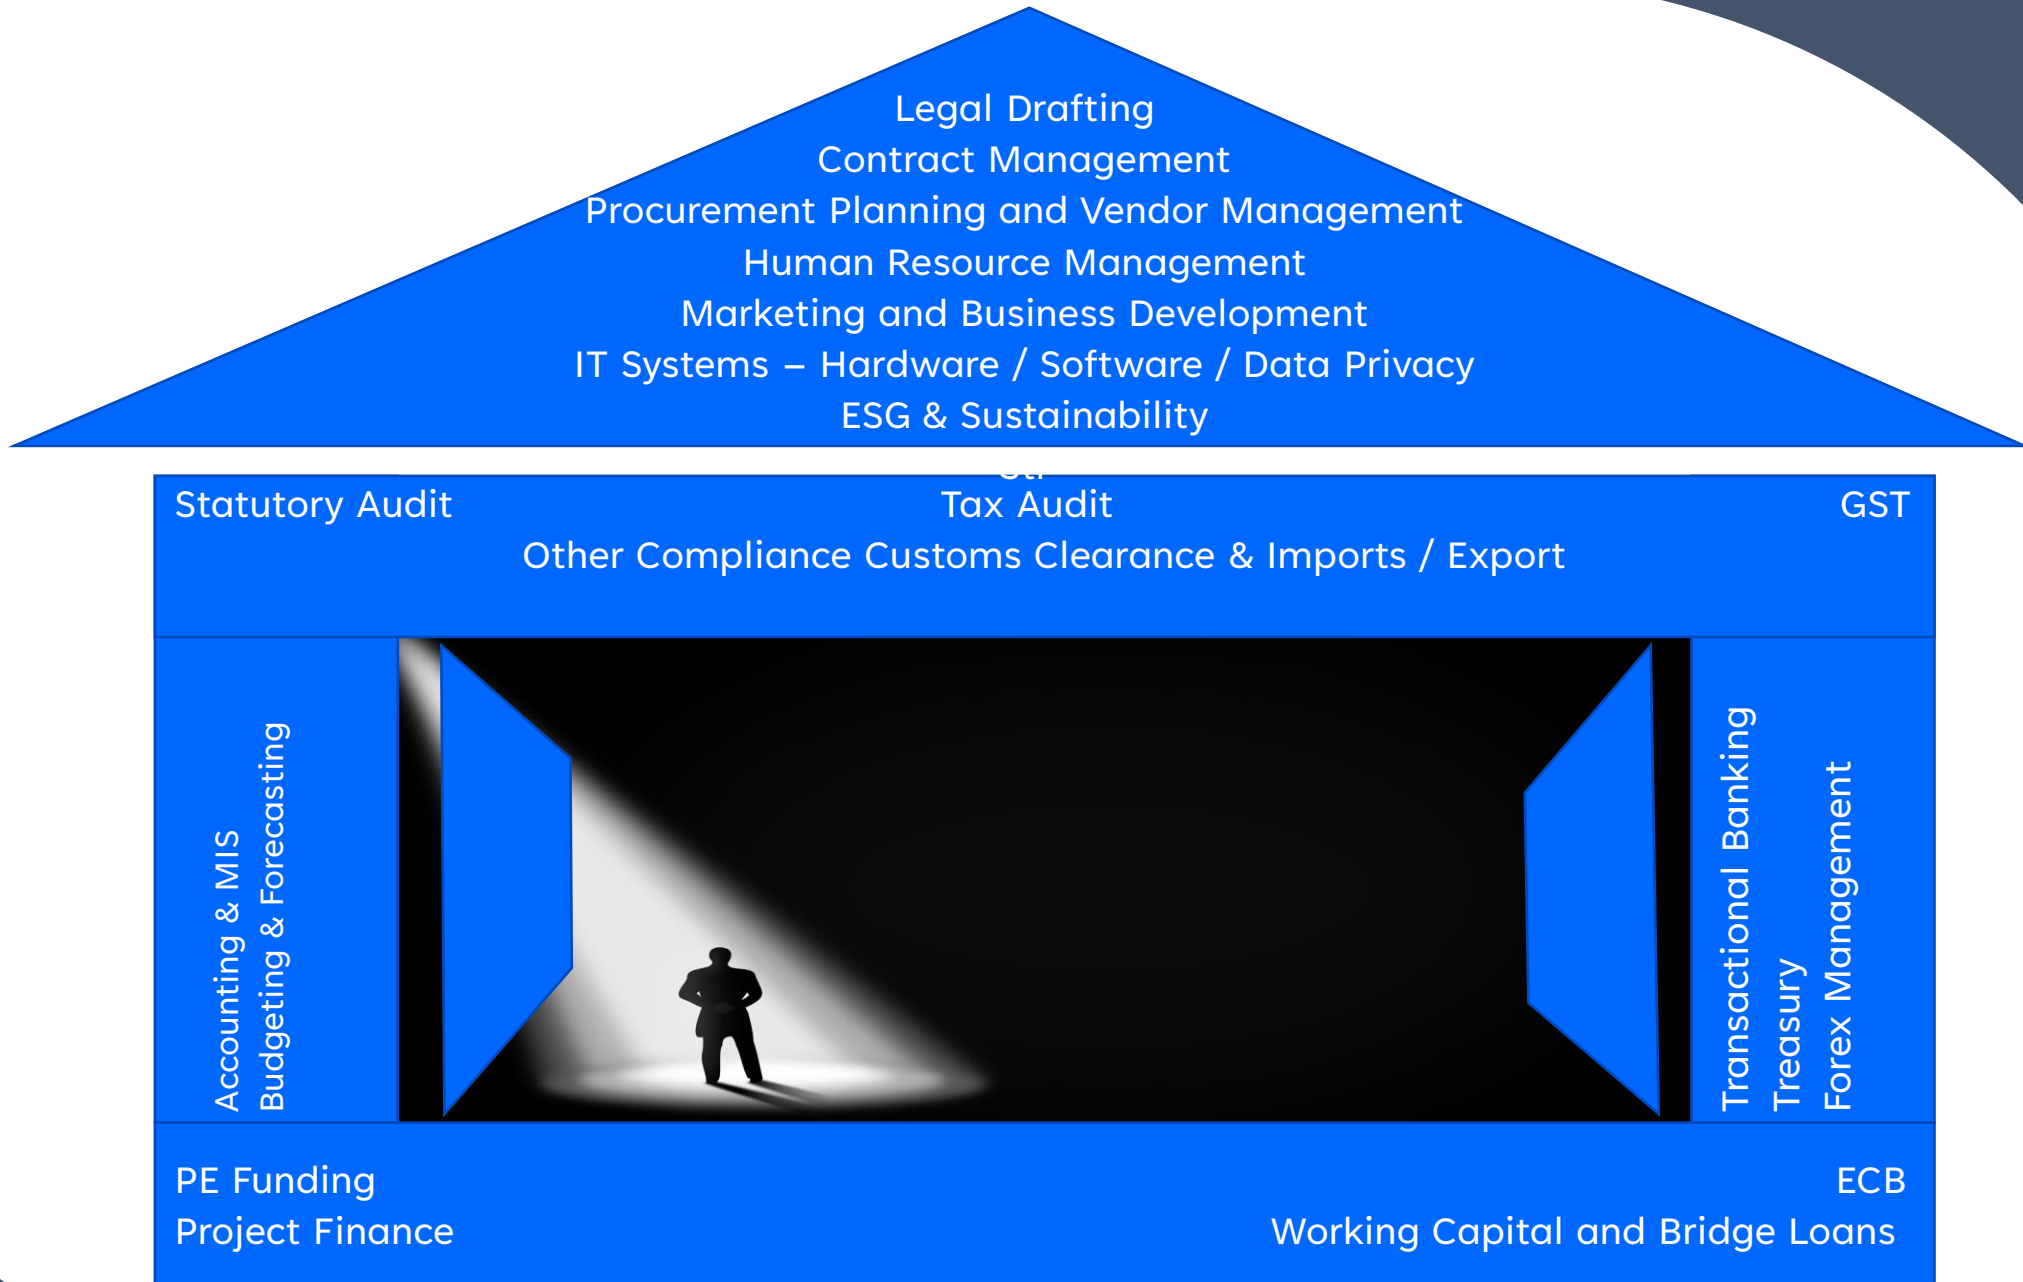 Legal Drafting
Contract Management
Procurement Planning and Vendor Management
Human Resource Management
Marketing and Business Development
IT Systems – Hardware / Software / Data Privacy
ESG & Sustainability
Statutory Audit Tax Audit GST
Other Compliance Customs Clearance & Imports / Export
Accounting & MIS
Budgeting & Forecasting
Transactional Banking
Treasury
Forex Management
PE Funding ECB
Project Finance Working Capital and Bridge Loans